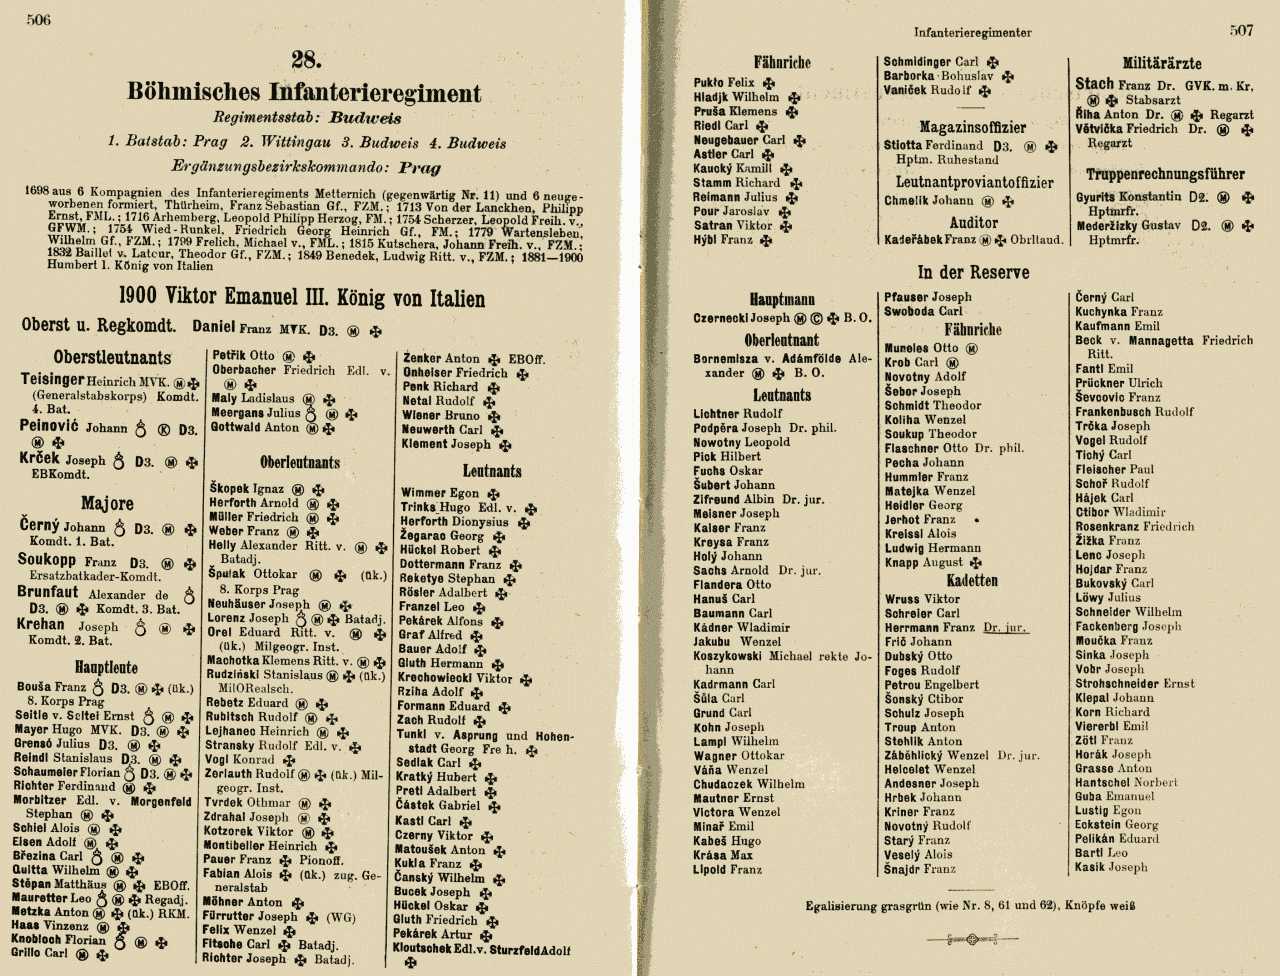 506
28.
Böhmisches Infanterieregiment
Regimentsstab: Budweis
1. Batstab: Prag 2. Wittingau 3. Budweis 4. Budweis
Ergänzungsbezirkskommando: Prag
1698 aus 6 Kompagnien des Infanterieregiments Metternich (gegenwärtig Nr. 11) und 6 neuge-
worbenen formiert, Thürheim, Franz Sebastian Gf., FZM.; 1713 Von der Lanckhen, Philipp
Ernst, FML.; 1716 Arhemberg, Leopold Philipp Herzog, FM.; 1754 Scherzer, Leopold Freih. v.,
GFWM.; 1754 Wied-Runkel, Friedrich Georg Heinrich Gf., FM.; 1779 Wartensleben,
Wilhelm Gf., FZM.; 1799 Frelich, Michael v., FML.; 1815 Kutschera, Johann Freih. v., FZM.;
1832 Baillet v. Latour, Theodor Gf., FZM.; 1849 Benedek, Ludwig Ritt. v., FZM.; 1881—1900
Humbert I. König von Italien
1900 Viktor Emanuel III. König von Italien
Oberst u. Regkomdt. Daniel Franz MVK. D3. Ⓜ ✠
Oberstleutnants
Teisinger Heinrich MVK. Ⓜ ✠
(Generalstabskorps) Komdt.
4. Bat.
Peinović Johann Ⓚ D3.
Ⓜ ✠
Krček Joseph D3. Ⓜ ✠
EBKomdt.
Majore
Černý Johann D3. Ⓜ ✠
Komdt. 1. Bat.
Soukopp Franz D3. Ⓜ ✠
Ersatzbatkader-Komdt.
Brunfaut Alexander de
D3. Ⓜ ✠ Komdt. 3. Bat.
Krehan Joseph Ⓜ ✠
Komdt. 2. Bat.
Hauptleute
Bouša Franz D3. Ⓜ ✠ (ük.)
8. Korps Prag
Seitle v. Seltei Ernst Ⓜ ✠
Mayer Hugo MVK. D3. Ⓜ ✠
Grensó Julius D3. Ⓜ ✠
Reindl Stanislaus D3. Ⓜ ✠
Schaumeier Florian D3. Ⓜ ✠
Richter Ferdinand Ⓜ ✠
Morbitzer Edl. v. Morgenfeld
Stephan Ⓜ ✠
Schiel Alois Ⓜ ✠
Eisen Adolf Ⓜ ✠
Březina Carl Ⓜ ✠
Quitta Wilhelm Ⓜ ✠
Stěpan Matthäus Ⓜ ✠ EBOff.
Mauretter Leo Ⓜ ✠ Regadj.
Metzka Anton Ⓜ ✠ (ük.) RKM.
Haas Vinzenz Ⓜ ✠
Knobloch Florian Ⓜ ✠
Grillo Carl Ⓜ ✠
Petřik Otto Ⓜ ✠
Oberbacher Friedrich Edl. v.
Ⓜ ✠
Maly Ladislaus Ⓜ ✠
Meergans Julius Ⓜ ✠
Gottwald Anton Ⓜ ✠
Oberleutnants
Škopek Ignaz Ⓜ ✠
Herforth Arnold Ⓜ ✠
Müller Friedrich Ⓜ ✠
Weber Franz Ⓜ ✠
Helly Alexander Ritt. v. Ⓜ ✠
Batadj.
Špulak Ottokar Ⓜ ✠ (ük.)
8. Korps Prag
Neuhäuser Joseph Ⓜ ✠
Lorenz Joseph Ⓜ ✠ Batadj.
Orel Eduard Ritt. v. Ⓜ ✠
(ük.) Milgeogr. Inst.
Machotka Klemens Ritt. v. Ⓜ ✠
Rudziński Stanislaus Ⓜ ✠ (ük.)
MilORealsch.
Rebetz Eduard Ⓜ ✠
Rubitsch Rudolf Ⓜ ✠
Lejhanec Heinrich Ⓜ ✠
Stransky Rudolf Edl. v. ✠
Vogl Konrad ✠
Zerlauth Rudolf Ⓜ ✠ (ük.) Mil-
geogr. Inst.
Tvrdek Othmar Ⓜ ✠
Zdrahal Joseph Ⓜ ✠
Kotzorek Viktor Ⓜ ✠
Montibeller Heinrich ✠
Pauer Franz ✠ Pionoff.
Fabian Alois ✠ (ük.) zug. Ge-
neralstab
Möhner Anton ✠
Fürrutter Joseph ✠ (WG)
Felix Wenzel ✠
Fitsche Carl ✠ Batadj.
Richter Joseph ✠ Batadj.
Ženker Anton ✠ EBOff.
Onheiser Friedrich ✠
Penk Richard ✠
Netal Rudolf ✠
Wiener Bruno ✠
Neuwerth Carl ✠
Klement Joseph ✠
Leutnants
Wimmer Egon ✠
Trinks Hugo Edl. v. ✠
Herforth Dionysius ✠
Žegarac Georg ✠
Hückel Robert ✠
Dottermann Franz ✠
Reketye Stephan ✠
Rösler Adalbert ✠
Franzel Leo ✠
Pekárek Alfons ✠
Graf Alfred ✠
Bauer Adolf ✠
Gluth Hermann ✠
Krechowiecki Viktor ✠
Rziha Adolf ✠
Formann Eduard ✠
Zach Rudolf ✠
Tunkl v. Asprung und Hohen-
stadt Georg Freih. ✠
Sedlak Carl ✠
Kratký Hubert ✠
Pretl Adalbert ✠
Částek Gabriel ✠
Kastl Carl ✠
Czerny Viktor ✠
Matoušek Anton ✠
Kukla Franz ✠
Čanský Wilhelm ✠
Bucek Joseph ✠
Hückel Oskar ✠
Gluth Friedrich ✠
Pekárek Artur ✠
Kloutschek Edl.v. Sturzfeld Adolf
✠
Infanterieregimenter
507
Fähnriche
Pukło Felix ✠
Hladjk Wilhelm ✠
Pruša Klemens ✠
Riedl Carl ✠
Neugebauer Carl ✠
Astler Carl ✠
Kaucký Kamill ✠
Stamm Richard ✠
Reimann Julius ✠
Pour Jaroslav ✠
Satran Viktor ✠
Hýbl Franz ✠
Schmidinger Carl ✠
Barborka Bohuslav ✠
Vaniček Rudolf ✠
Magazinsoffizier
Stiotta Ferdinand D3. Ⓜ ✠
Hptm. Ruhestand
Leutnantproviantoffizier
Chmelik Johann Ⓜ ✠
Auditor
Kadeřábek Franz Ⓜ ✠ Obrltaud.
Militärärzte
Stach Franz Dr. GVK. m. Kr.
Ⓜ ✠ Stabsarzt
Říha Anton Dr. Ⓜ ✠ Regarzt
Větvička Friedrich Dr. Ⓜ ✠
Regarzt
Truppenrechnungsführer
Gyurits Konstantin D2. Ⓜ ✠
Hptmrfr.
Mederžizky Gustav D2. Ⓜ ✠
Hptmrfr.
In der Reserve
Hauptmann
Czernecki Joseph Ⓜ Ⓒ ✠ B. O.
Oberleutnant
Bornemisza v. Adámfölde Ale-
xander Ⓜ ✠ B. O.
Leutnants
Lichtner Rudolf
Podpěra Joseph Dr. phil.
Nowotny Leopold
Pick Hilbert
Fuchs Oskar
Šubert Johann
Zifreund Albin Dr. jur.
Meisner Joseph
Kaiser Franz
Kreysa Franz
Holý Johann
Sachs Arnold Dr. jur.
Flandera Otto
Hanuš Carl
Baumann Carl
Kädner Wladimir
Jakubu Wenzel
Koszykowski Michael rekte Jo-
hann
Kadrmann Carl
Šůla Carl
Grund Carl
Kohn Joseph
Lampl Wilhelm
Wagner Ottokar
Váňa Wenzel
Chudaczek Wilhelm
Mautner Ernst
Victora Wenzel
Minař Emil
Kabeš Hugo
Krása Max
Lipold Franz
Pfauser Joseph
Swoboda Carl
Fähnriche
Muneles Otto Ⓜ
Krob Carl Ⓜ
Novotny Adolf
Šebor Joseph
Schmidt Theodor
Koliha Wenzel
Soukup Theodor
Flaschner Otto Dr. phil.
Pecha Johann
Hummler Franz
Matejka Wenzel
Heidler Georg
Jerhot Franz
Kreissl Alois
Ludwig Hermann
Knapp August ✠
Kadetten
Wruss Viktor
Schreier Carl
Herrmann Franz Dr. jur.
Frič Johann
Dubský Otto
Foges Rudolf
Petrou Engelbert
Šonský Ctibor
Schulz Joseph
Troup Anton
Stehlik Anton
Zábéhlický Wenzel Dr. jur.
Helcelet Wenzel
Andesner Joseph
Hrbek Johann
Kriner Franz
Novotný Rudolf
Starý Franz
Veselý Alois
Šnajdr Franz
Černý Carl
Kuchynka Franz
Kaufmann Emil
Beck v. Mannagetta Friedrich
Ritt.
Fantl Emil
Prückner Ulrich
Ševcovic Franz
Frankenbusch Rudolf
Trčka Joseph
Vogel Rudolf
Tichý Carl
Fleischer Paul
Schoř Rudolf
Hájek Carl
Ctibor Wladimir
Rosenkranz Friedrich
Žižka Franz
Lenc Joseph
Hojdar Franz
Bukovský Carl
Löwy Julius
Schneider Wilhelm
Fackenberg Joseph
Moučka Franz
Sinka Joseph
Vobr Joseph
Strohschneider Ernst
Klepal Johann
Korn Richard
Viererbl Emil
Zötl Franz
Horák Joseph
Grasse Anton
Hantschel Norbert
Guba Emanuel
Lustig Egon
Eckstein Georg
Pelikán Eduard
Bartl Leo
Kasik Joseph
Egalisierung grasgrün (wie Nr. 8, 61 und 62), Knöpfe weiß